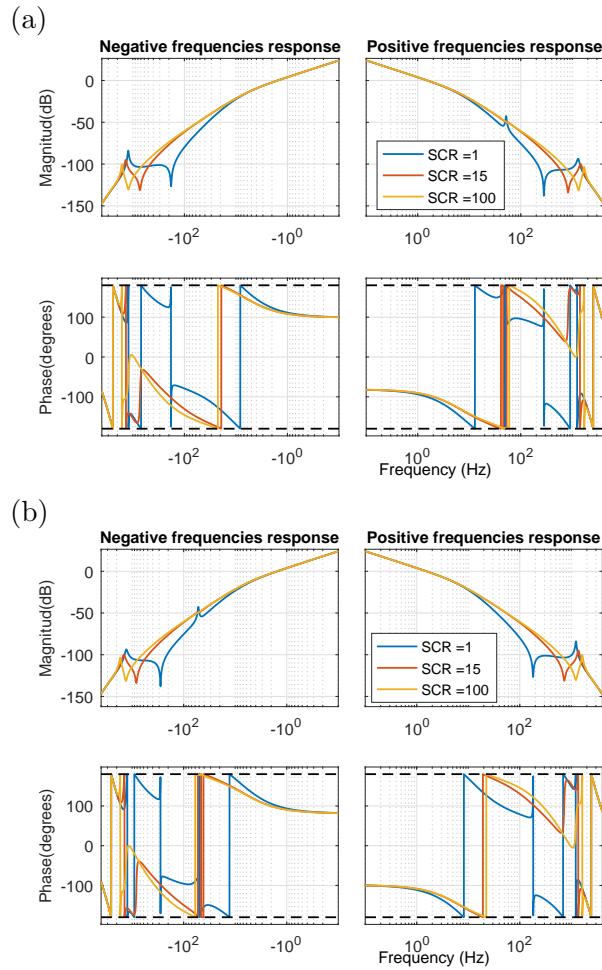 (a)
Negative frequencies response
Positive frequencies response
Magnitud(dB)
0
-50
-100
-150
-10^2
-10^0
10^0
10^2
SCR =1
SCR =15
SCR =100
Phase(degrees)
100
0
-100
-10^2
-10^0
10^0
10^2
Frequency (Hz)
(b)
Negative frequencies response
Positive frequencies response
Magnitud(dB)
0
-50
-100
-150
-10^2
-10^0
10^0
10^2
SCR =1
SCR =15
SCR =100
Phase(degrees)
100
0
-100
-10^2
-10^0
10^0
10^2
Frequency (Hz)